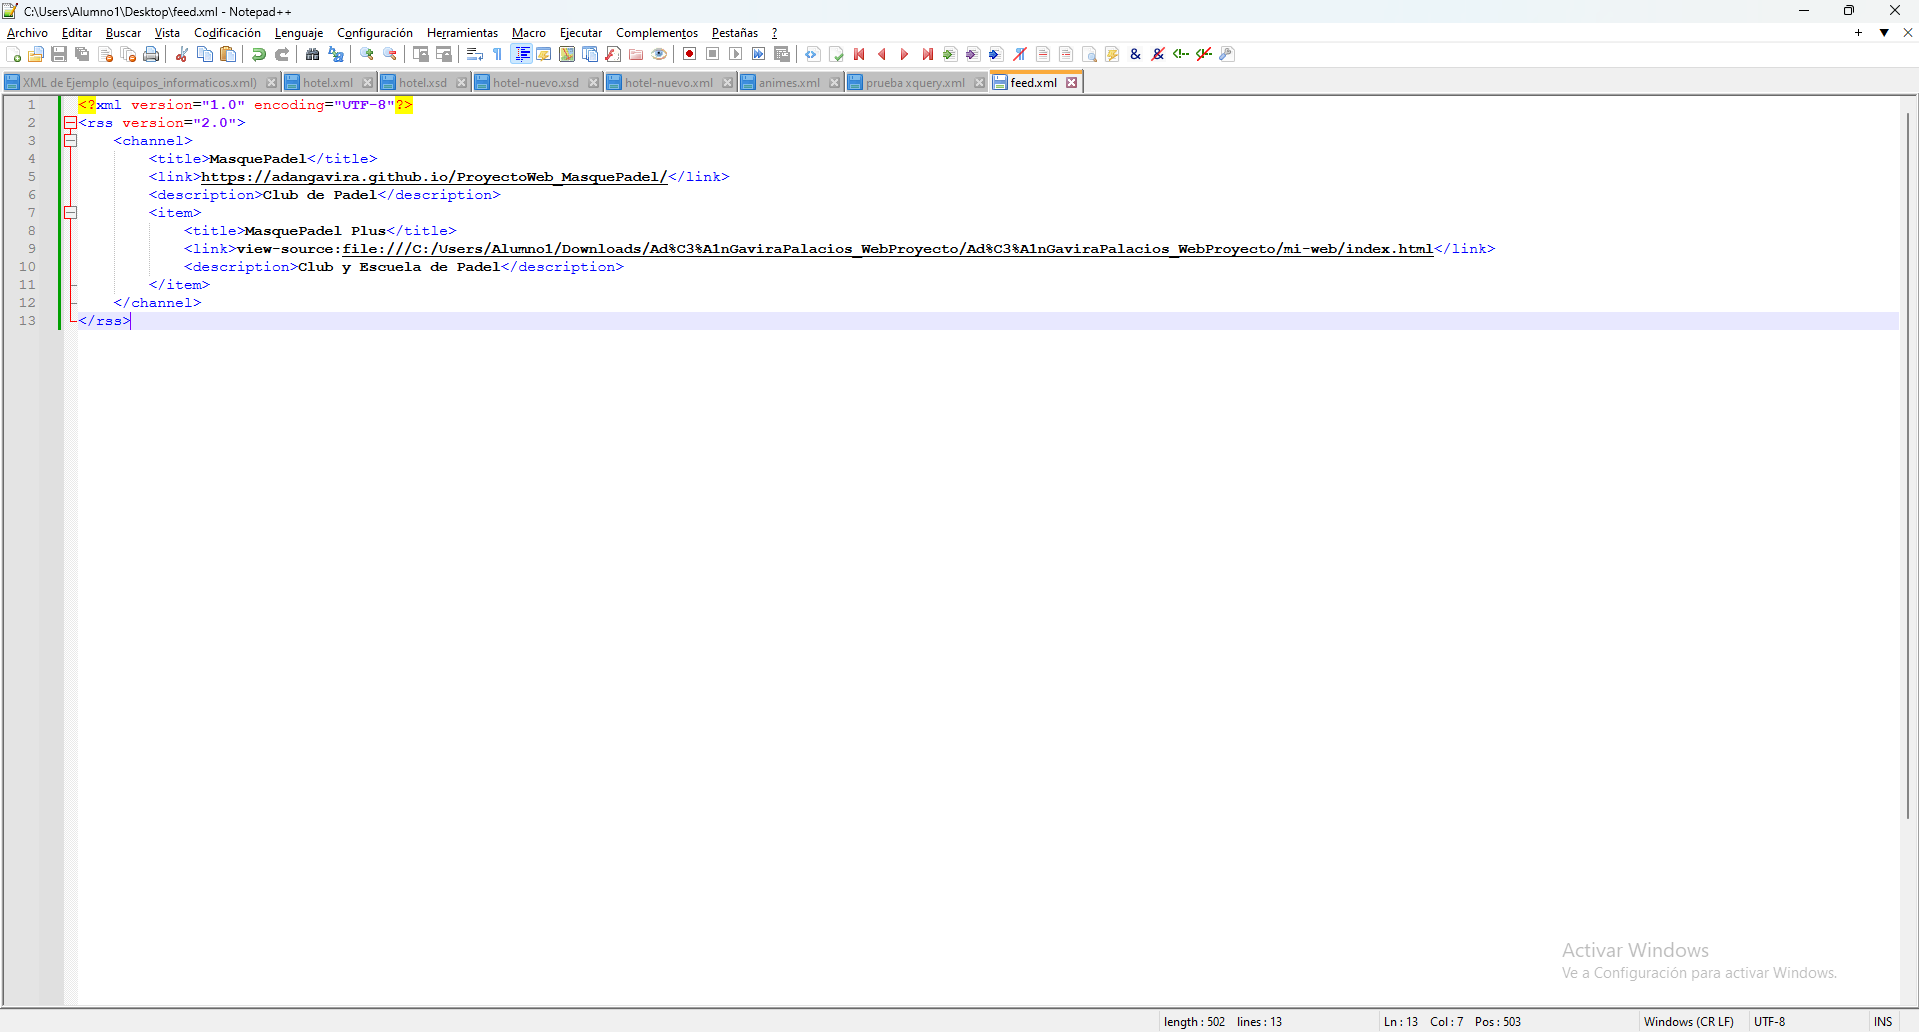 C:\Users\Alumno1\Desktop\feed.xml - Notepad++
Archivo Editar Buscar Vista Codificación Lenguaje Configuración Herramientas Macro Ejecutar Complementos Pestañas ?
XML de Ejemplo (equipos_informaticos.xml) hotel.xml hotel.xsd hotel-nuevo.xsd hotel-nuevo.xml animes.xml prueba xquery.xml feed.xml
1 <?xml version="1.0" encoding="UTF-8"?>
2 <rss version="2.0">
3 <channel>
4 <title>MasquePadel</title>
5 <link>https://adangavira.github.io/ProyectoWeb_MasquePadel/</link>
6 <description>Club de Padel</description>
7 <item>
8 <title>MasquePadel Plus</title>
9 <link>view-source:file:///C:/Users/Alumno1/Downloads/Ad%C3%A1nGaviraPalacios_WebProyecto/Ad%C3%A1nGaviraPalacios_WebProyecto/mi-web/index.html</link>
10 <description>Club y Escuela de Padel</description>
11 </item>
12 </channel>
13 </rss>
Activar Windows
Ve a Configuración para activar Windows.
length : 502 lines : 13 Ln : 13 Col : 7 Pos : 503 Windows (CR LF) UTF-8 INS